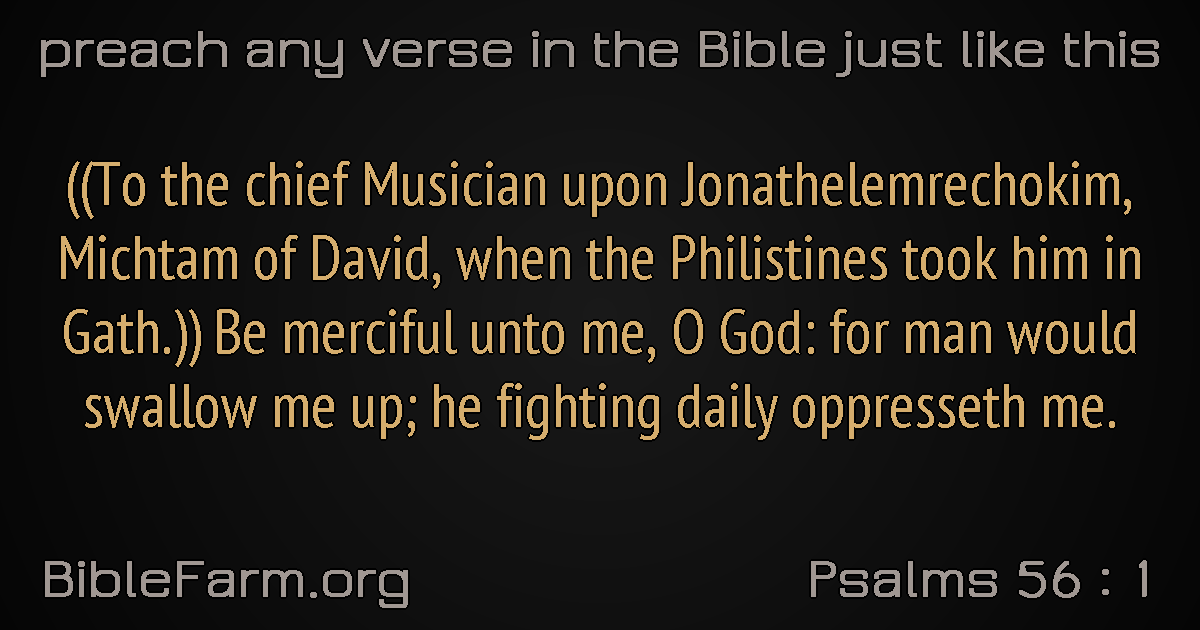 preach any verse in the Bible just like this
((To the chief Musician upon Jonathelemrechokim,
Michtam of David, when the Philistines took him in
Gath.)) Be merciful unto me, O God: for man would
swallow me up; he fighting daily oppresseth me.
BibleFarm.org
Psalms 56 : 1